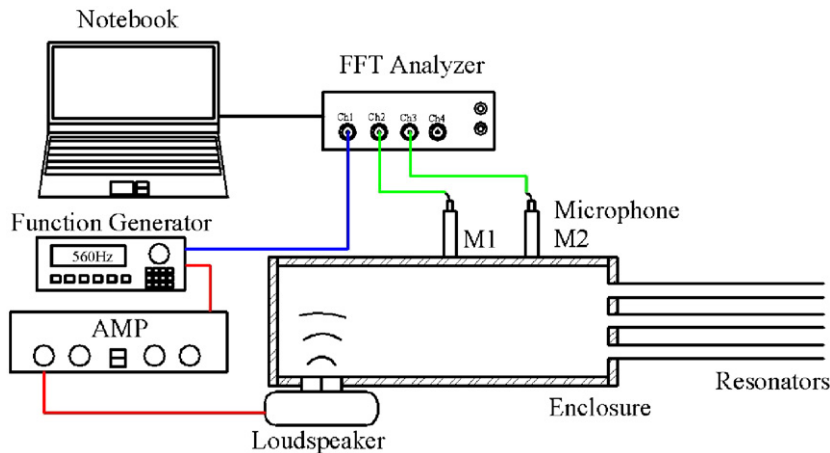 Notebook
FFT Analyzer
Ch1 Ch2 Ch3 Ch4
Function Generator
560Hz
Microphone
M1 M2
AMP
Resonators
Enclosure
Loudspeaker